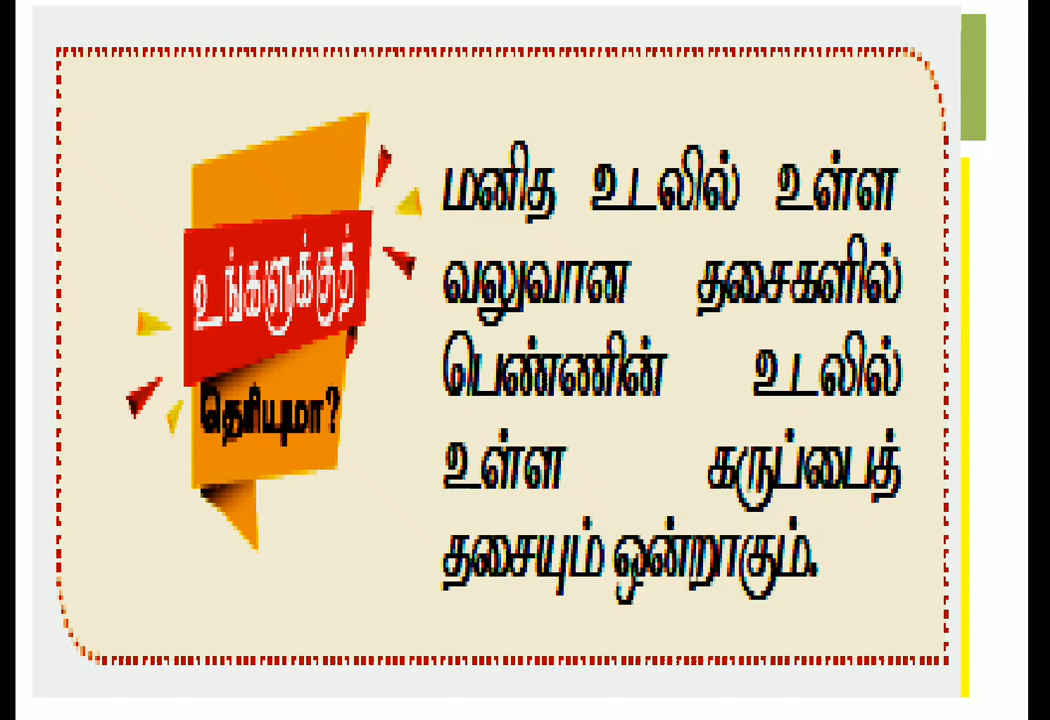 உங்களுக்குத்
தெரியுமா?
மனித உடலில் உள்ள
வலுவான தசைகளில்
பெண்ணின் உடலில்
உள்ள கருப்பைத்
தசையும் ஒன்றாகும்.